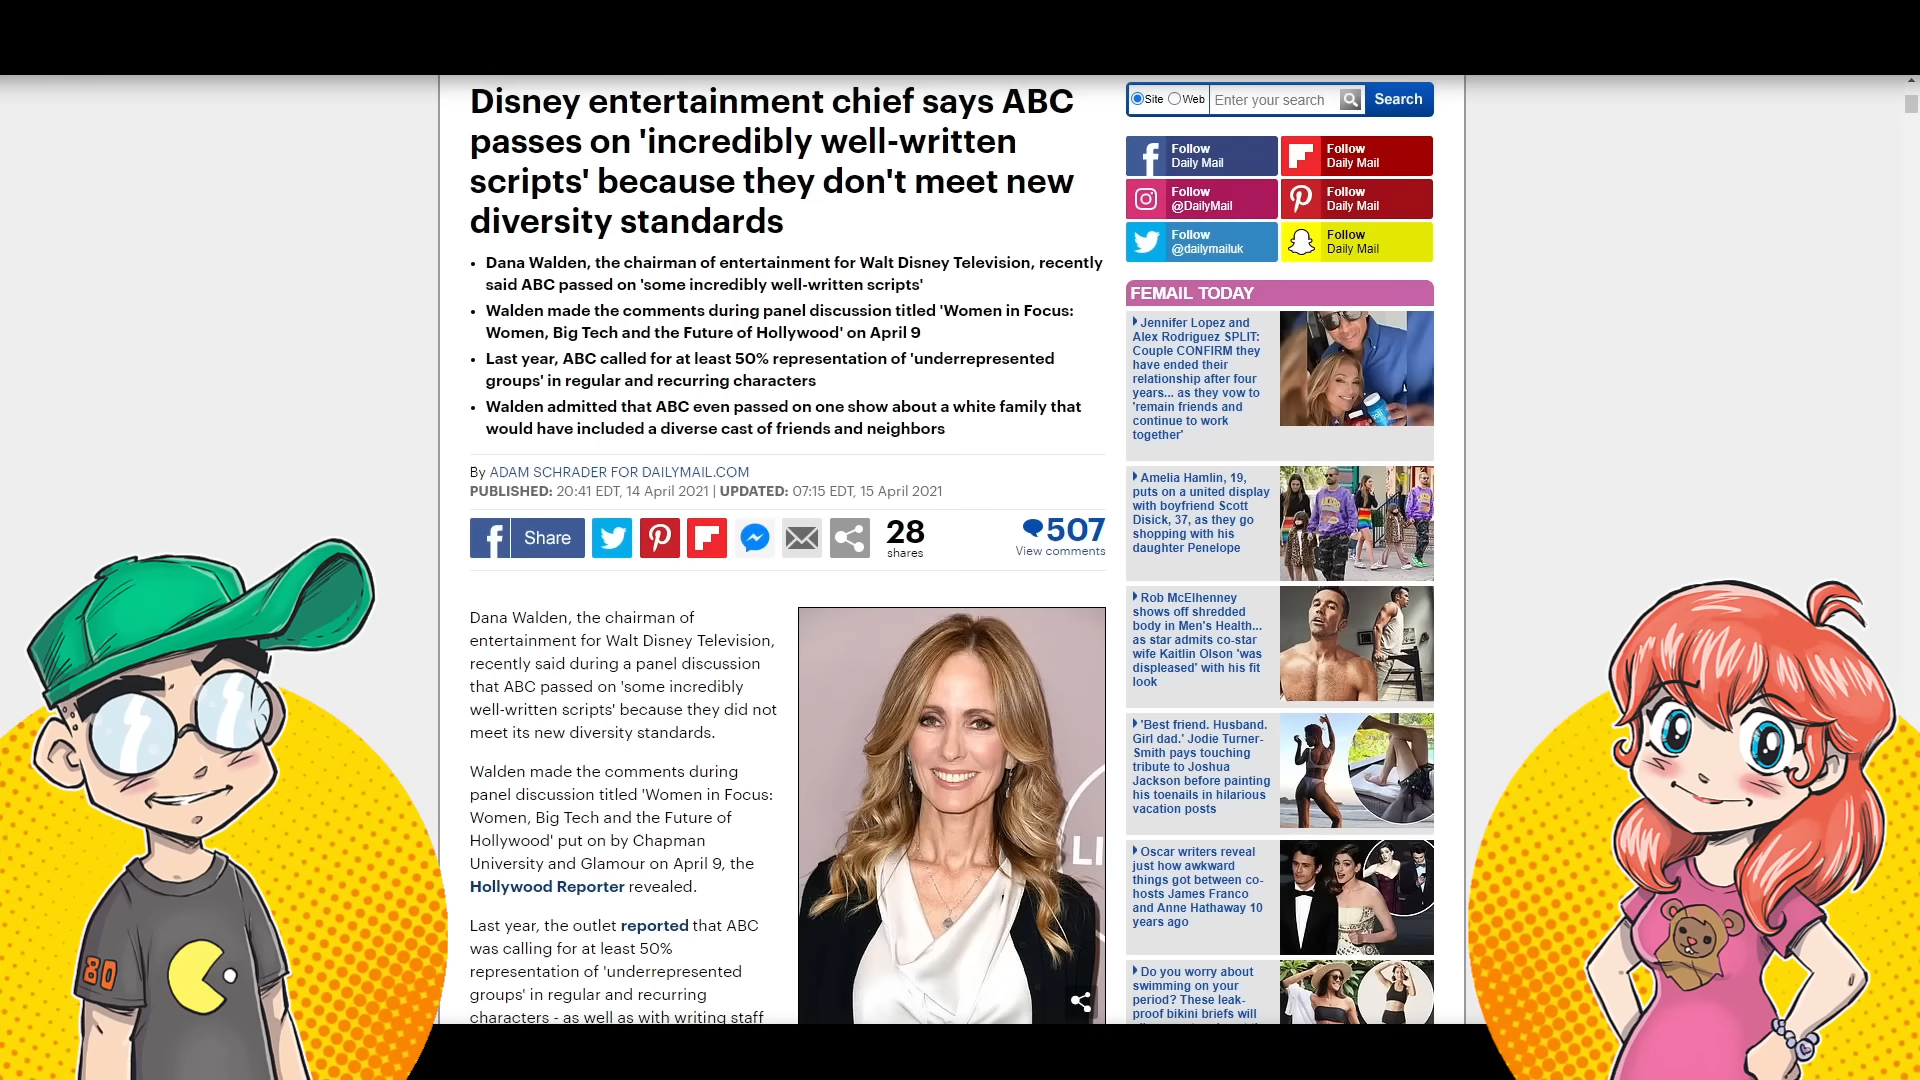 Disney entertainment chief says ABC
passes on 'incredibly well-written
scripts' because they don't meet new
diversity standards
• Dana Walden, the chairman of entertainment for Walt Disney Television, recently
said ABC passed on 'some incredibly well-written scripts'
• Walden made the comments during panel discussion titled 'Women in Focus:
Women, Big Tech and the Future of Hollywood' on April 9
• Last year, ABC called for at least 50% representation of 'underrepresented
groups' in regular and recurring characters
• Walden admitted that ABC even passed on one show about a white family that
would have included a diverse cast of friends and neighbors
By ADAM SCHRADER FOR DAILYMAIL.COM
PUBLISHED: 20:41 EDT, 14 April 2021 | UPDATED: 07:15 EDT, 15 April 2021
Share
28
shares
507
View comments
Dana Walden, the chairman of
entertainment for Walt Disney Television,
recently said during a panel discussion
that ABC passed on 'some incredibly
well-written scripts' because they did not
meet its new diversity standards.
Walden made the comments during
panel discussion titled 'Women in Focus:
Women, Big Tech and the Future of
Hollywood' put on by Chapman
University and Glamour on April 9, the
Hollywood Reporter revealed.
Last year, the outlet reported that ABC
was calling for at least 50%
representation of 'underrepresented
groups' in regular and recurring
characters - as well as with writing staff
LI
Site Web Enter your search Search
Follow
Daily Mail
Follow
Daily Mail
Follow
@DailyMail
Follow
Daily Mail
Follow
@dailymailuk
Follow
Daily Mail
FEMAIL TODAY
Jennifer Lopez and
Alex Rodriguez SPLIT:
Couple CONFIRM they
have ended their
relationship after four
years... as they vow to
'remain friends and
continue to work
together'
Amelia Hamlin, 19,
puts on a united display
with boyfriend Scott
Disick, 37, as they go
shopping with his
daughter Penelope
Rob McElhenney
shows off shredded
body in Men's Health...
as star admits co-star
wife Kaitlin Olson 'was
displeased' with his fit
look
'Best friend. Husband.
Girl dad.' Jodie Turner-
Smith pays touching
tribute to Joshua
Jackson before painting
his toenails in hilarious
vacation posts
Oscar writers reveal
just how awkward
things got between co-
hosts James Franco
and Anne Hathaway 10
years ago
Do you worry about
swimming on your
period? These leak-
proof bikini briefs will
80